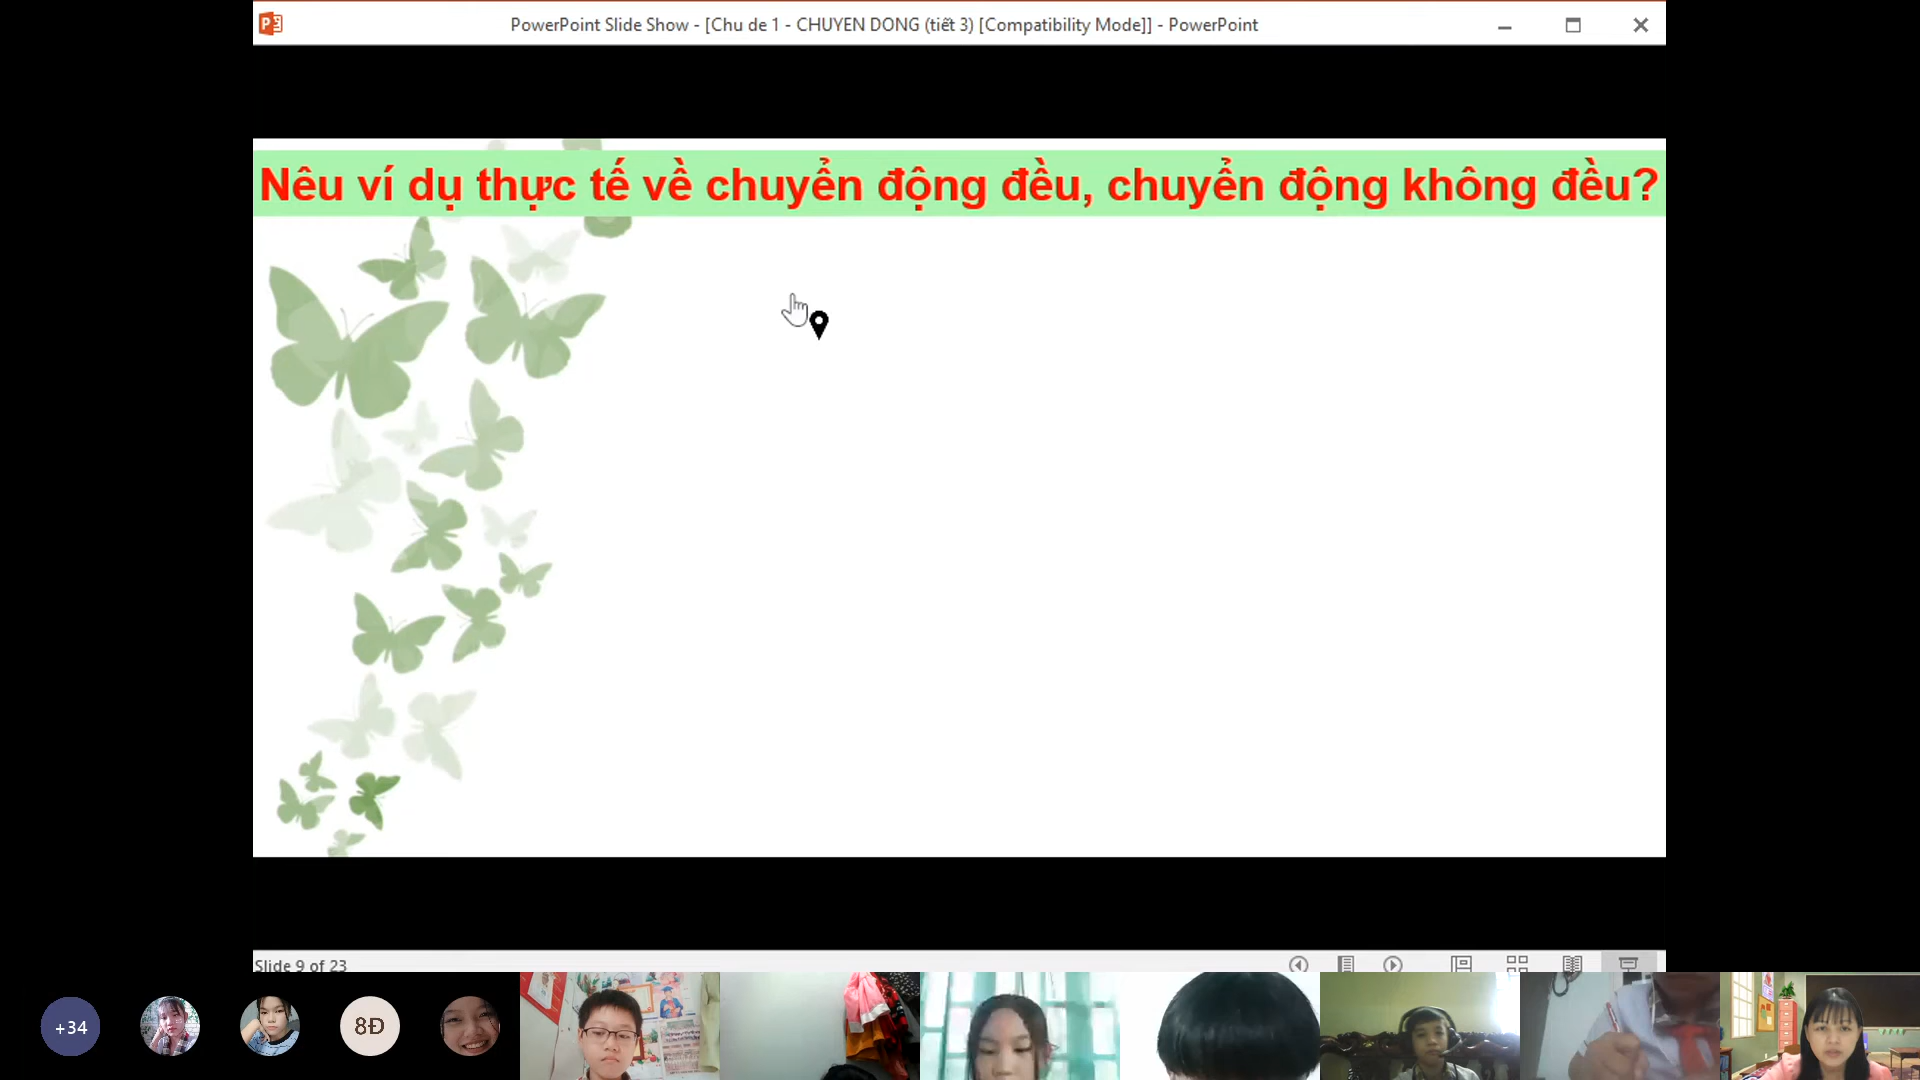 PowerPoint Slide Show - [Chu de 1 - CHUYEN DONG (tiết 3) [Compatibility Mode]] - PowerPoint
Nêu ví dụ thực tế về chuyển động đều, chuyển động không đều?
Slide 9 of 23
+34
8Đ